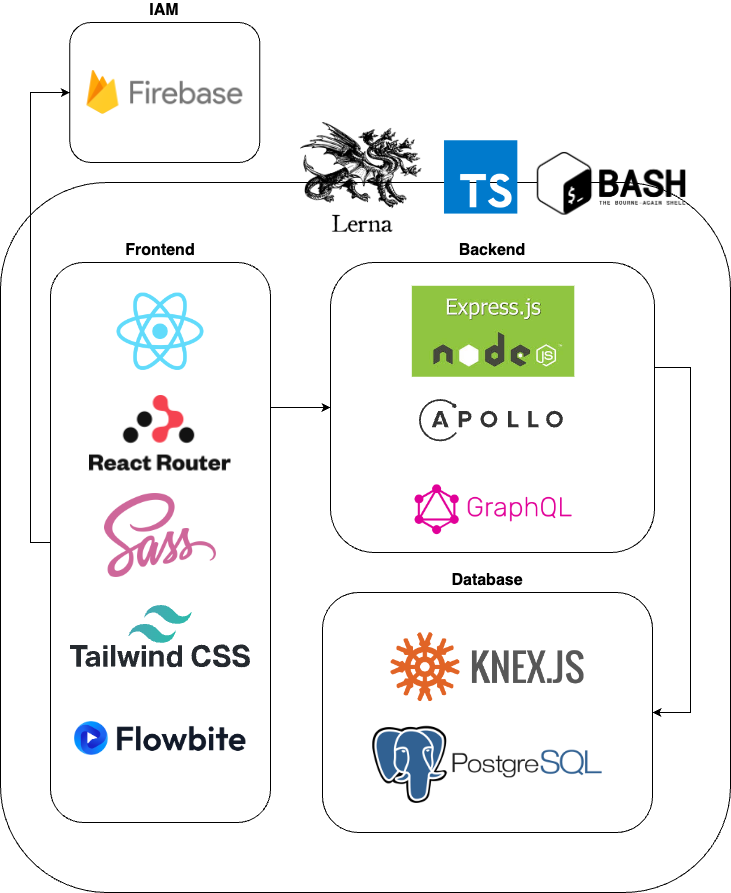 IAM
Firebase
Lerna
TS
$_
BASH
THE BOURNE-AGAIN SHELL
Frontend
Backend
Express.js
node
JS
React Router
APOLLO
GraphQL
Sass
Database
Tailwind CSS
KNEX.JS
Flowbite
PostgreSQL